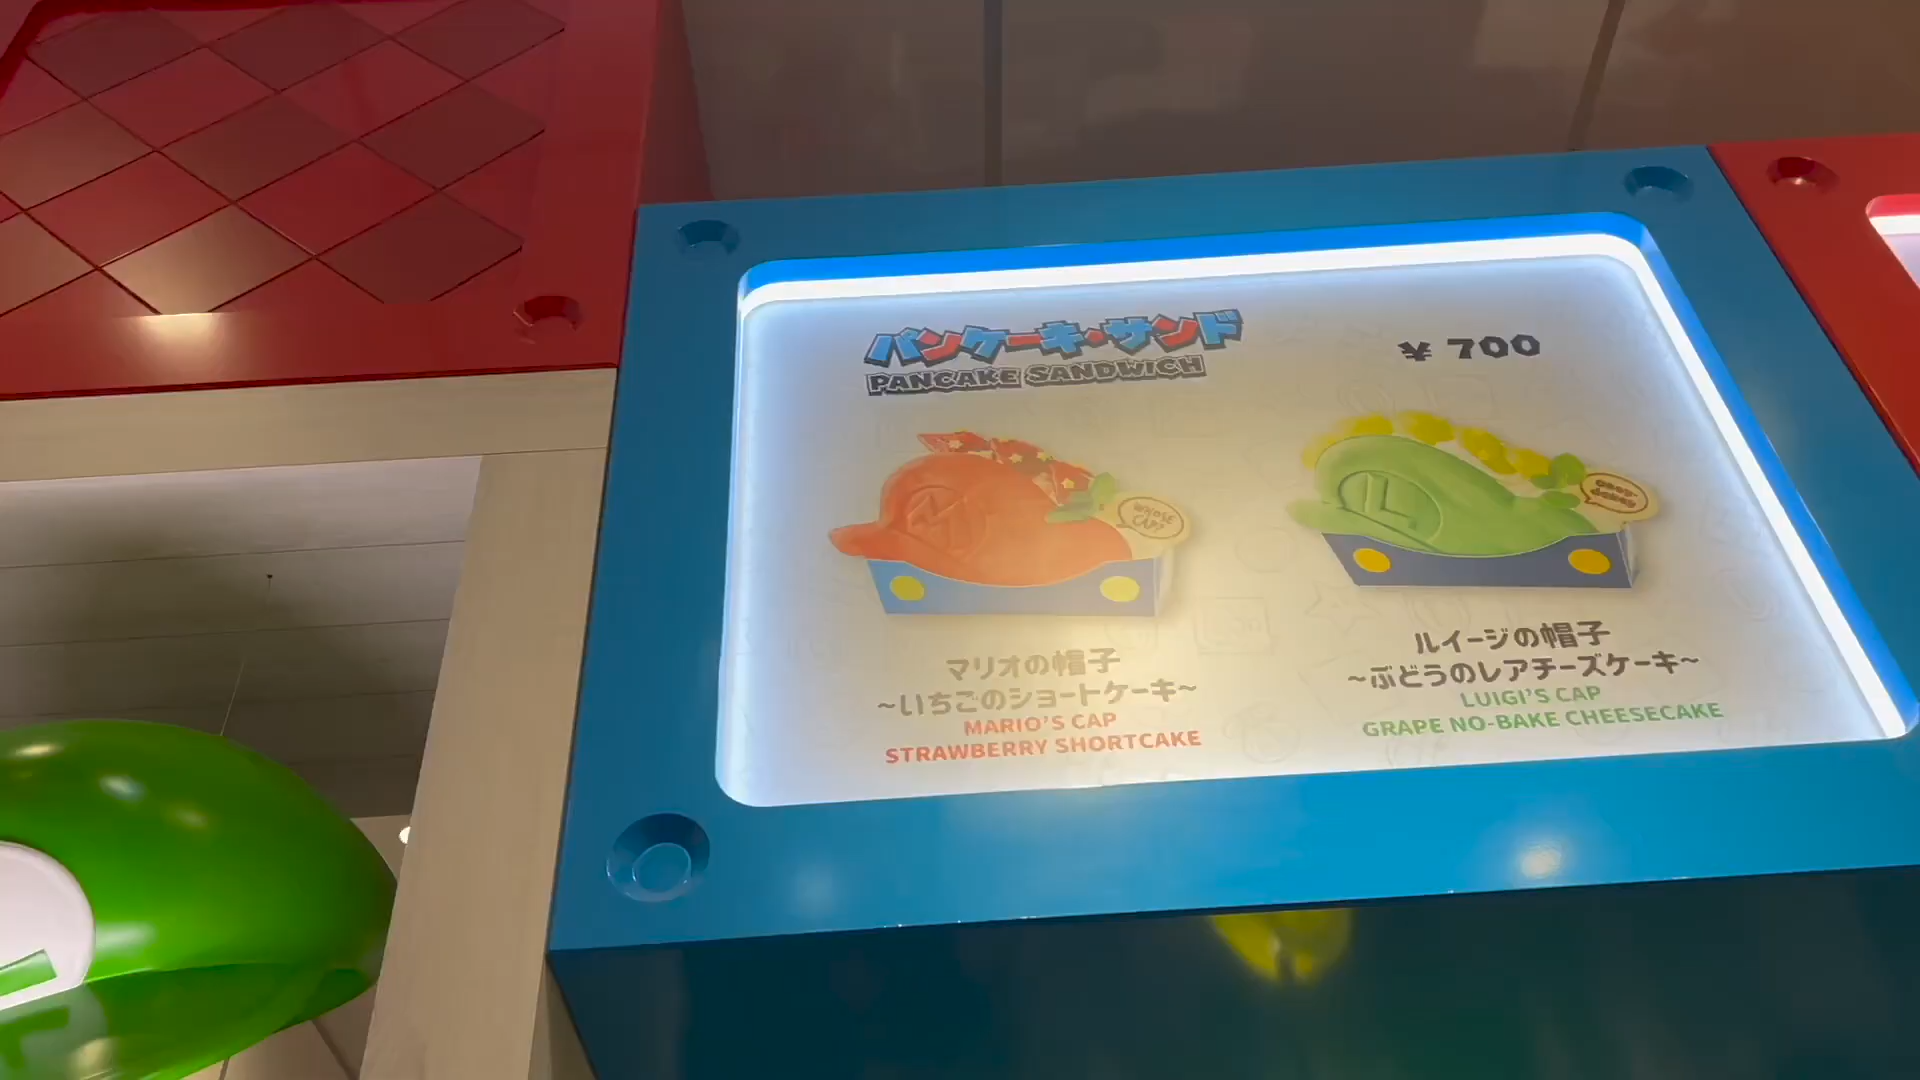 パンケーキ・サンド
PANCAKE SANDWICH
¥ 700
M
WHOSE
CAP?
L
マリオの帽子
~いちごのショートケーキ~
MARIO'S CAP
STRAWBERRY SHORTCAKE
ルイージの帽子
~ぶどうのレアチーズケーキ~
LUIGI'S CAP
GRAPE NO-BAKE CHEESECAKE